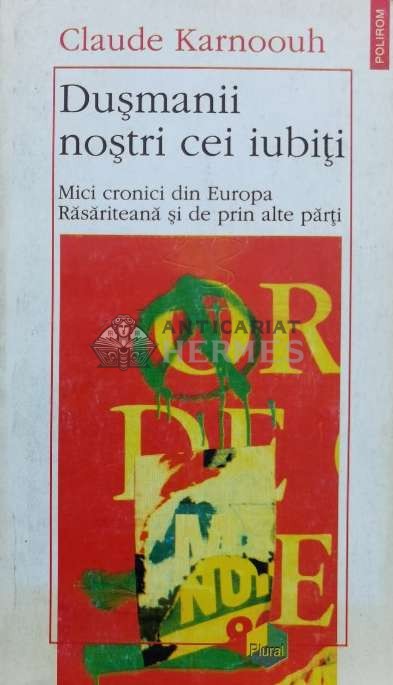 Claude Karnoouh
POLIROM
Duşmanii
noştri cei iubiţi
Mici cronici din Europa
Răsăriteană şi de prin alte părţi
ANTICARIAT
HERMES
OR
DE
E
ND
Plural